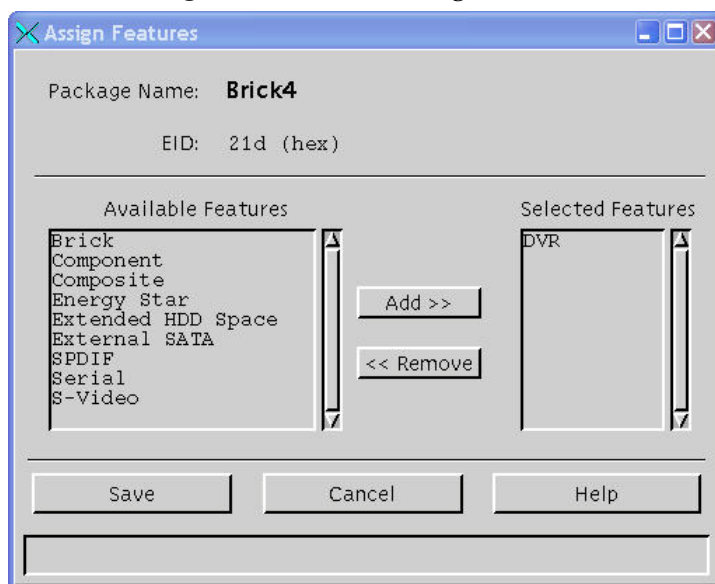 Assign Features
Package Name: Brick4
EID: 21d (hex)
Available Features
Brick
Component
Composite
Energy Star
Extended HDD Space
External SATA
SPDIF
Serial
S-Video
Add >>
<< Remove
Selected Features
DVR
Save Cancel Help